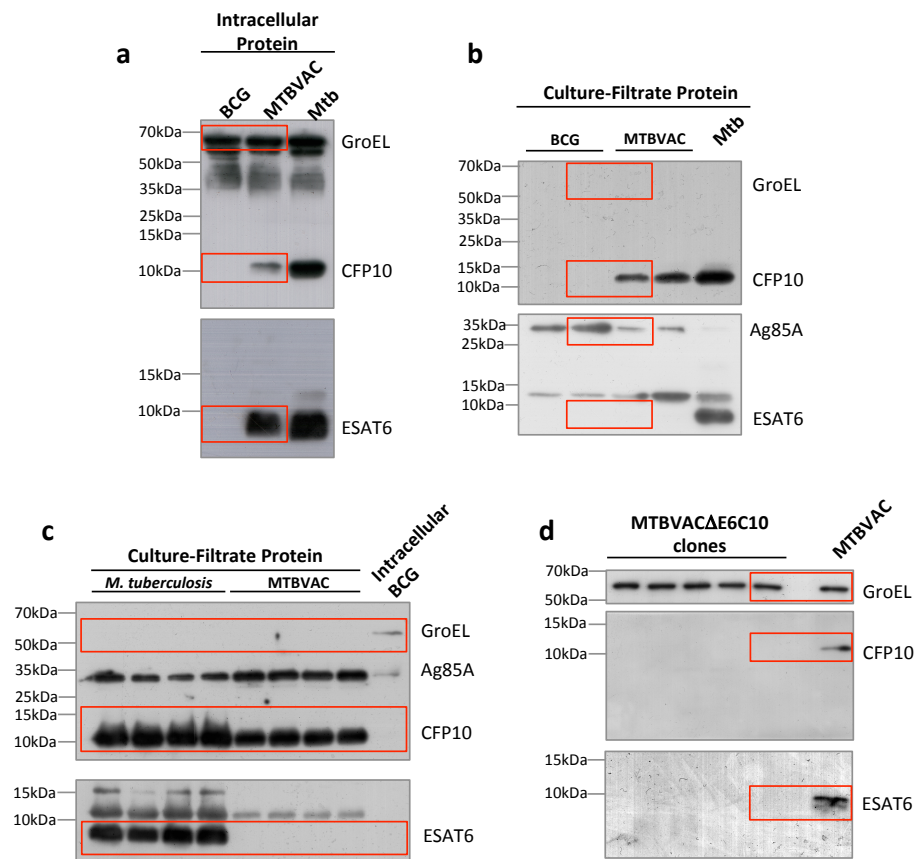 a
Intracellular
Protein
BCG
MTBVAC
Mtb
70kDa
50kDa
35kDa
25kDa
15kDa
10kDa
GroEL
CFP10
15kDa
10kDa
ESAT6
b
Culture-Filtrate Protein
BCG
MTBVAC
Mtb
70kDa
50kDa
35kDa
25kDa
15kDa
10kDa
GroEL
CFP10
35kDa
25kDa
15kDa
10kDa
Ag85A
ESAT6
c
Culture-Filtrate Protein
M. tuberculosis
MTBVAC
Intracellular
BCG
70kDa
50kDa
35kDa
25kDa
15kDa
10kDa
GroEL
Ag85A
CFP10
15kDa
10kDa
ESAT6
d
MTBVACΔE6C10
clones
MTBVAC
70kDa
50kDa
GroEL
15kDa
10kDa
CFP10
15kDa
10kDa
ESAT6